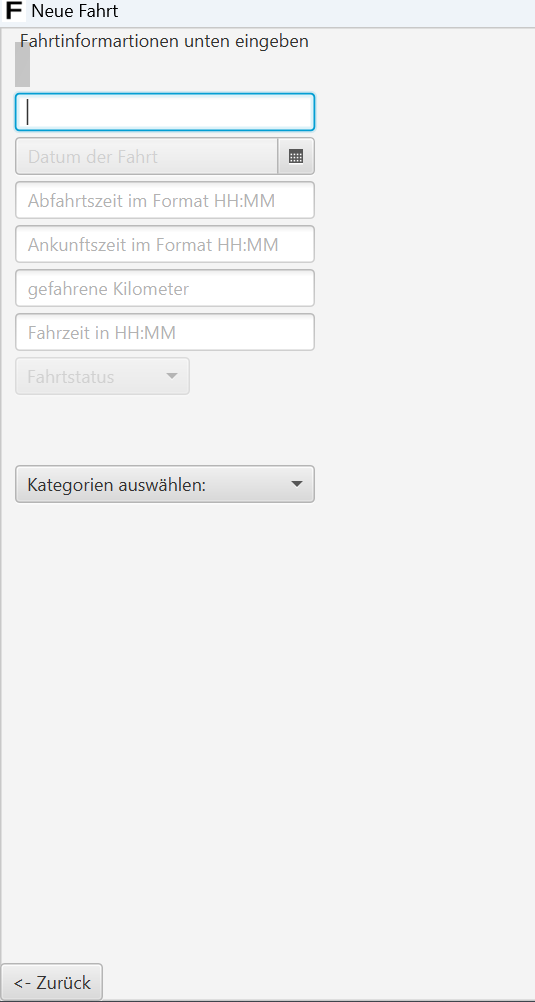 F Neue Fahrt
Fahrtinformartionen unten eingeben
Datum der Fahrt
Abfahrtszeit im Format HH:MM
Ankunftszeit im Format HH:MM
gefahrene Kilometer
Fahrzeit in HH:MM
Fahrtstatus
Kategorien auswählen:
<- Zurück